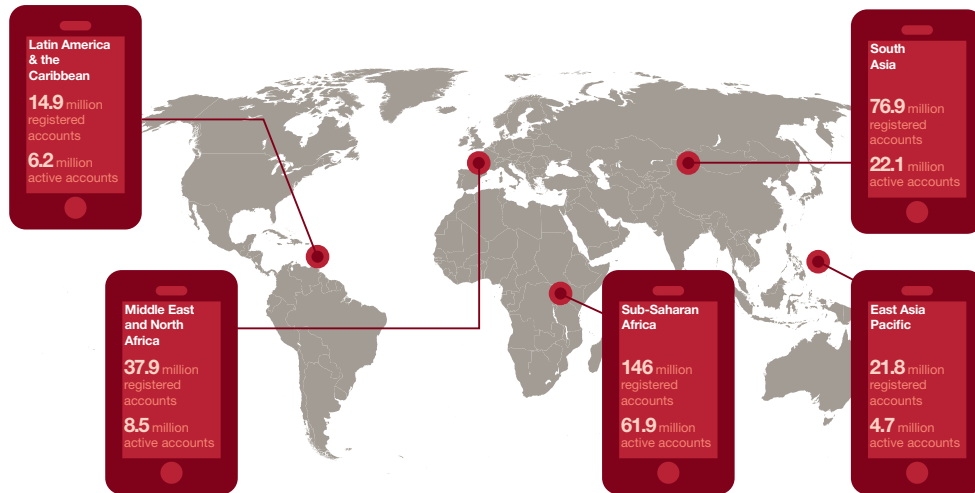 Latin America
& the
Caribbean
14.9 million
registered
accounts
6.2 million
active accounts
South
Asia
76.9 million
registered
accounts
22.1 million
active accounts
Middle East
and North
Africa
37.9 million
registered
accounts
8.5 million
active accounts
Sub-Saharan
Africa
146 million
registered
accounts
61.9 million
active accounts
East Asia
Pacific
21.8 million
registered
accounts
4.7 million
active accounts